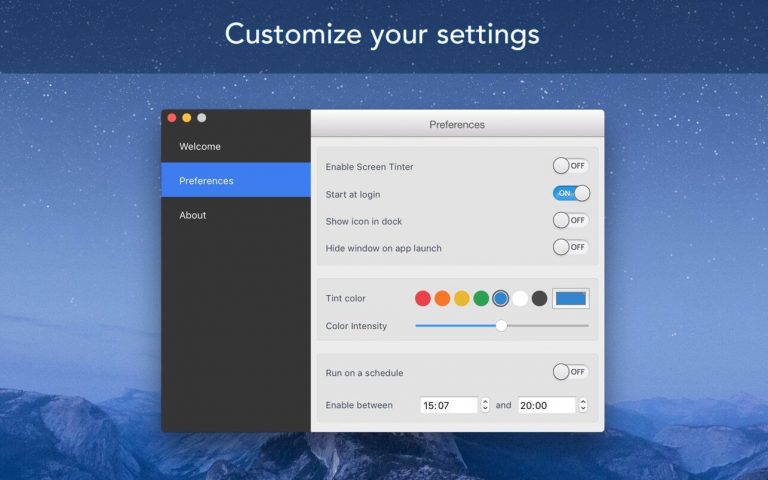 Customize your settings
Welcome
Preferences
About
Preferences
Enable Screen Tinter OFF
Start at login ON
Show icon in dock OFF
Hide window on app launch OFF
Tint color
Color Intensity
Run on a schedule OFF
Enable between 15:07 and 20:00